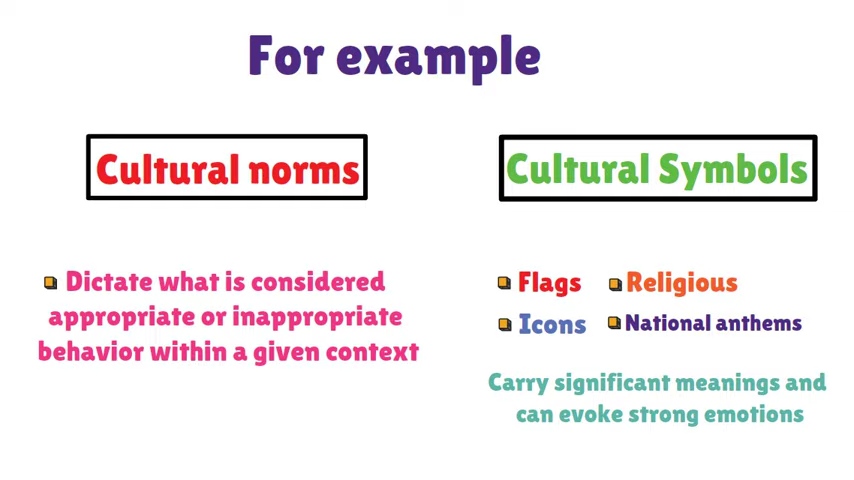 For example
Cultural norms
Dictate what is considered
appropriate or inappropriate
behavior within a given context
Cultural Symbols
Flags
Religious
Icons
National anthems
Carry significant meanings and
can evoke strong emotions